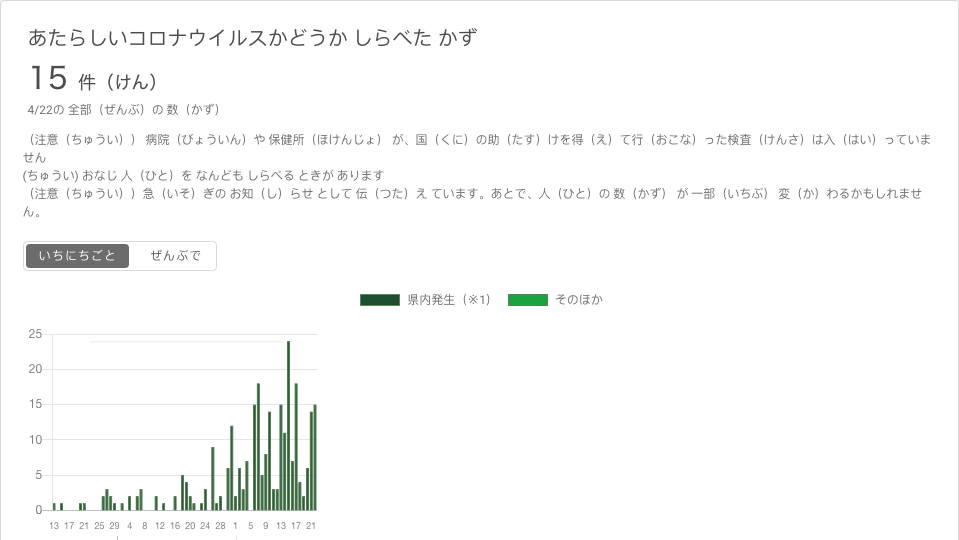 あたらしいコロナウイルスかどうか しらべた かず
15 件（けん）
4/22の 全部（ぜんぶ）の 数（かず）
（注意（ちゅうい）） 病院（びょういん）や 保健所（ほけんじょ） が、国（くに）の助（たす）けを得（え）て行（おこな）った検査（けんさ）は入（はい）っていま
せん
(ちゅうい) おなじ 人（ひと）を なんども しらべる ときが あります
（注意（ちゅうい））急（いそ）ぎの お知（し）らせ として 伝（つた）え ています。あとで、人（ひと）の 数（かず） が 一部（いちぶ） 変（か）わるかもしれませ
ん。
いちにちごと ぜんぶで
県内発生（※1） そのほか
25
20
15
10
5
0
13 17 21 25 29 4 8 12 16 20 24 28 1 5 9 13 17 21